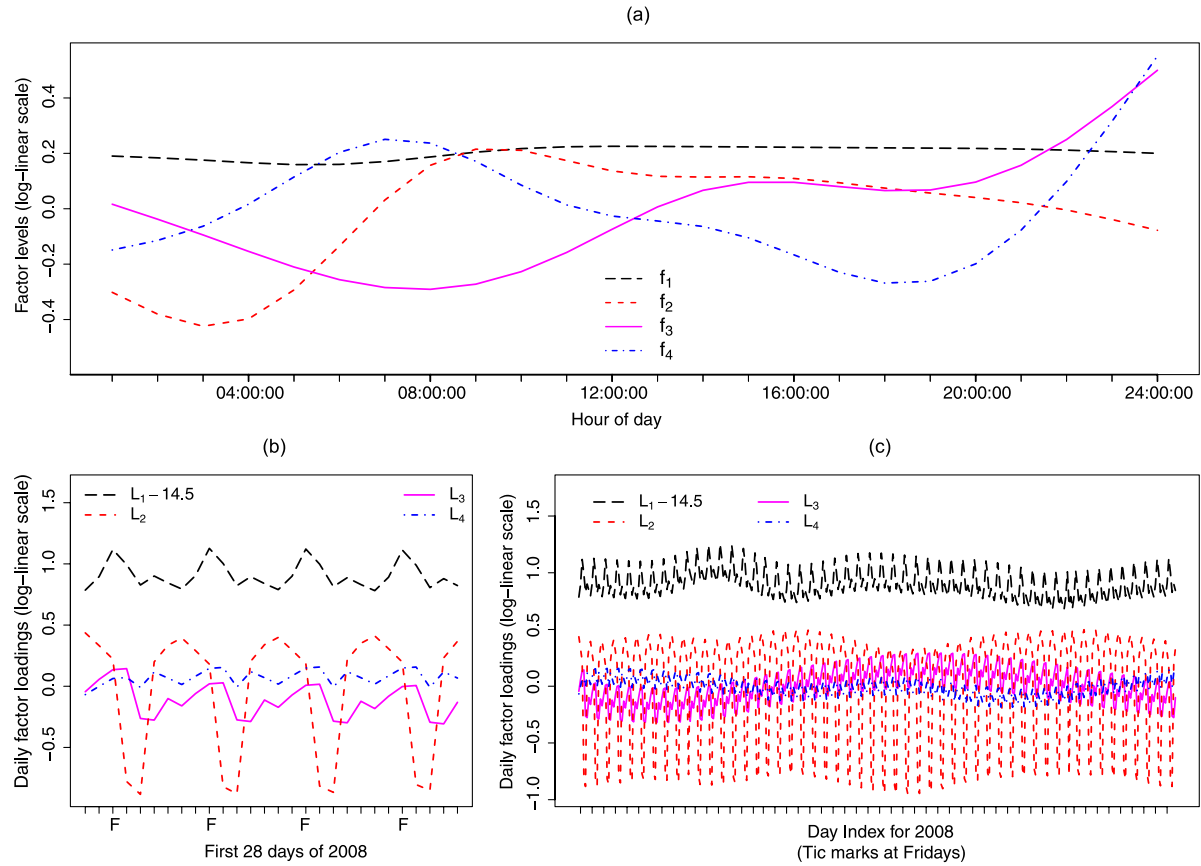 (a)
Factor levels (log−linear scale)
0.4
0.2
0.0
−0.2
−0.4
f1
f2
f3
f4
04:00:00 08:00:00 12:00:00 16:00:00 20:00:00 24:00:00
Hour of day
(b)
Daily factor loadings (log−linear scale)
1.5
1.0
0.5
0.0
−0.5
L1 − 14.5
L2
L3
L4
F F F F
First 28 days of 2008
(c)
Daily factor loadings (log−linear scale)
1.5
1.0
0.5
0.0
−0.5
−1.0
L1 − 14.5
L2
L3
L4
Day Index for 2008
(Tic marks at Fridays)